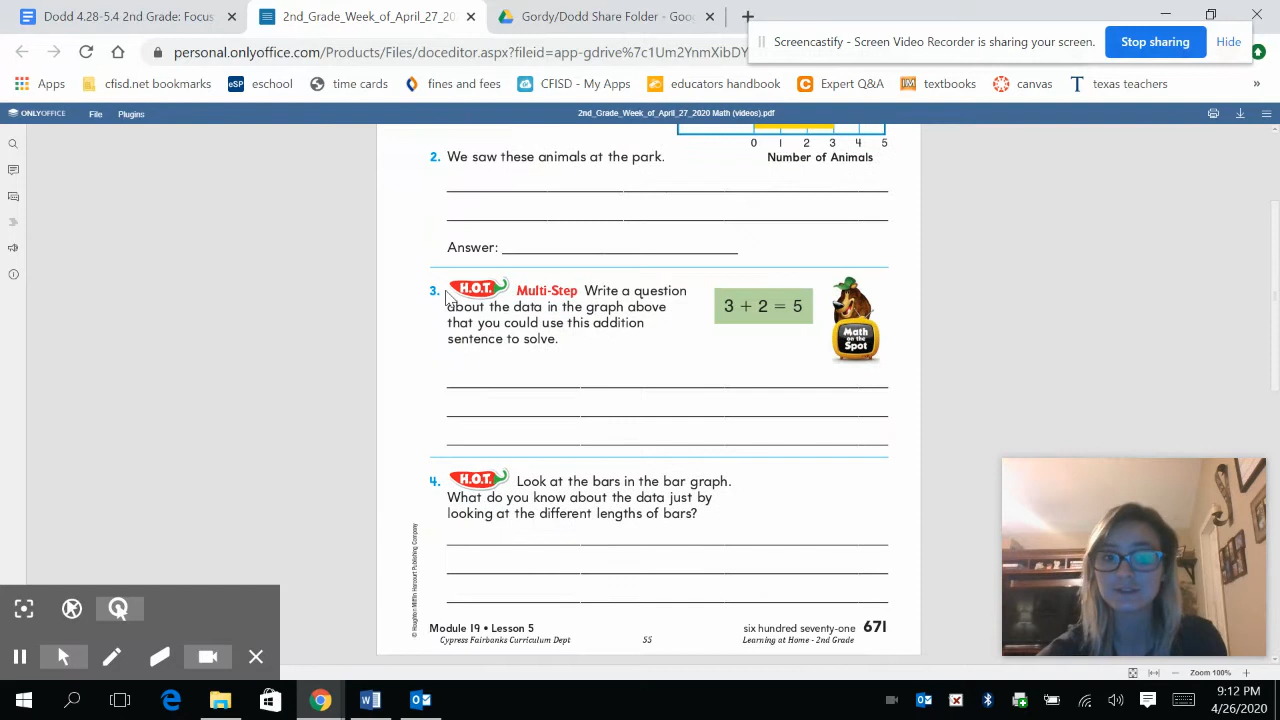 Dodd 4.28-5.4 2nd Grade: Focus
2nd_Grade_Week_of_April_27_2
Gordy/Dodd Share Folder - Goo
personal.onlyoffice.com/Products/Files/doceditor.aspx?fileid=app-gdrive%7c1Um2YnmXibDY
Screencastify - Screen Video Recorder is sharing your screen.
Stop sharing
Hide
Apps
cfisd.net bookmarks
eSP eschool
time cards
fines and fees
CFISD - My Apps
educators handbook
Expert Q&A
textbooks
canvas
texas teachers
»
ONLYOFFICE
File
Plugins
2nd_Grade_Week_of_April_27_2020 Math (videos).pdf
0 1 2 3 4 5
Number of Animals
2. We saw these animals at the park.
Answer:
3. H.O.T. Multi-Step Write a question
about the data in the graph above
that you could use this addition
sentence to solve.
3 + 2 = 5
Math
on the
Spot
4. H.O.T. Look at the bars in the bar graph.
What do you know about the data just by
looking at the different lengths of bars?
© Houghton Mifflin Harcourt Publishing Company
Module 19 • Lesson 5
six hundred seventy-one 671
Cypress Fairbanks Curriculum Dept
55
Learning at Home - 2nd Grade
Zoom 100%
9:12 PM
4/26/2020